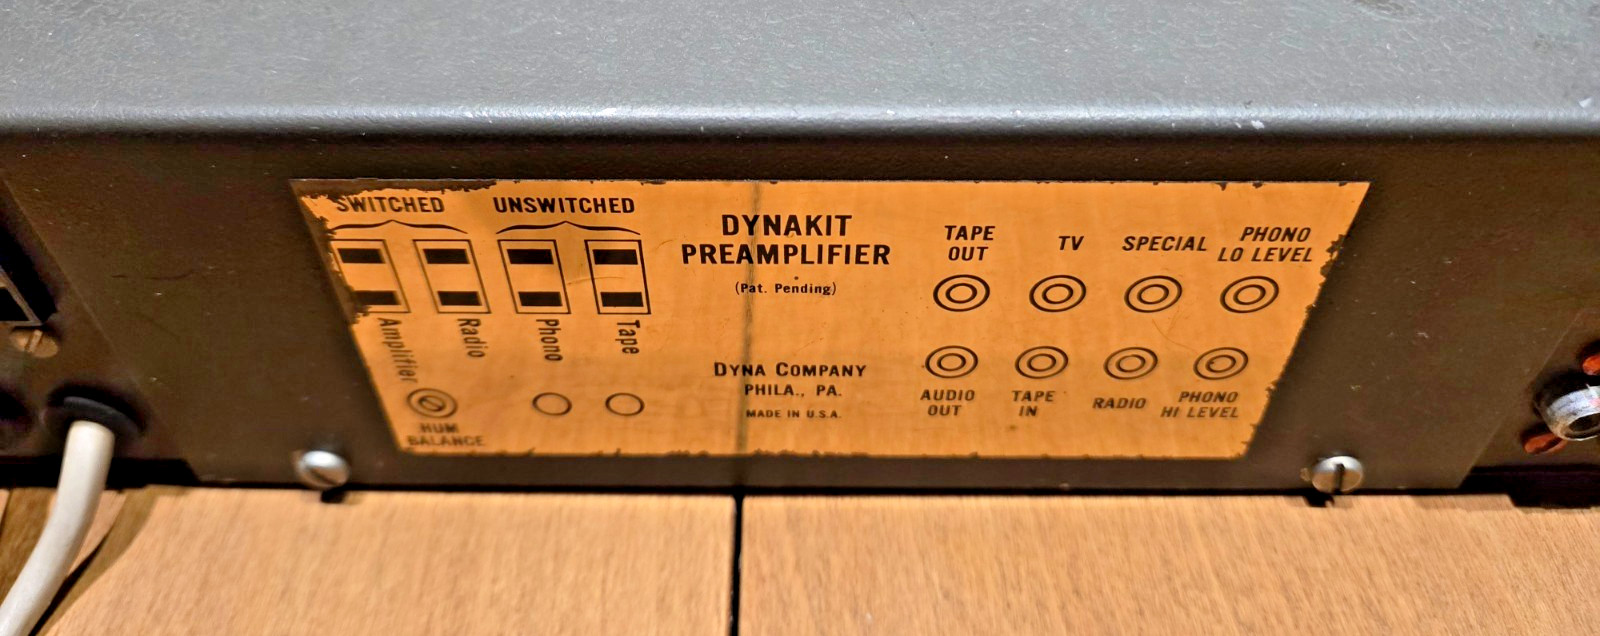 SWITCHED UNSWITCHED
Amplifier Radio Phono Tape
HUM
BALANCE
DYNAKIT
PREAMPLIFIER
(Pat. Pending)
DYNA COMPANY
PHILA., PA.
MADE IN U.S.A.
TAPE
OUT
TV
SPECIAL
PHONO
LO LEVEL
AUDIO
OUT
TAPE
IN
RADIO
PHONO
HI LEVEL